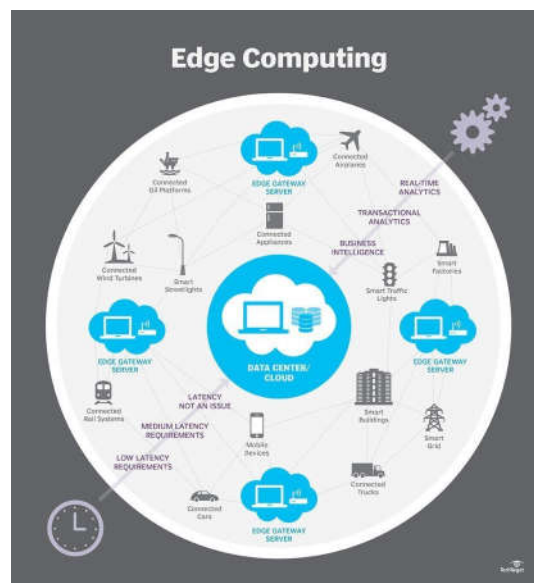 Edge Computing
Connected
Oil Platforms
EDGE GATEWAY
SERVER
Connected
Airplanes
REAL-TIME
ANALYTICS
TRANSACTIONAL
ANALYTICS
Connected
Appliances
BUSINESS
INTELLIGENCE
Connected
Wind Turbines
Smart
Streetlights
Smart Traffic
Lights
Smart
Factories
EDGE GATEWAY
SERVER
DATA CENTER/
CLOUD
EDGE GATEWAY
SERVER
Connected
Rail Systems
LATENCY
NOT AN ISSUE
MEDIUM LATENCY
REQUIREMENTS
LOW LATENCY
REQUIREMENTS
Mobile
Devices
Smart
Buildings
Smart
Grid
Connected
Cars
EDGE GATEWAY
SERVER
Connected
Trucks
TechTarget